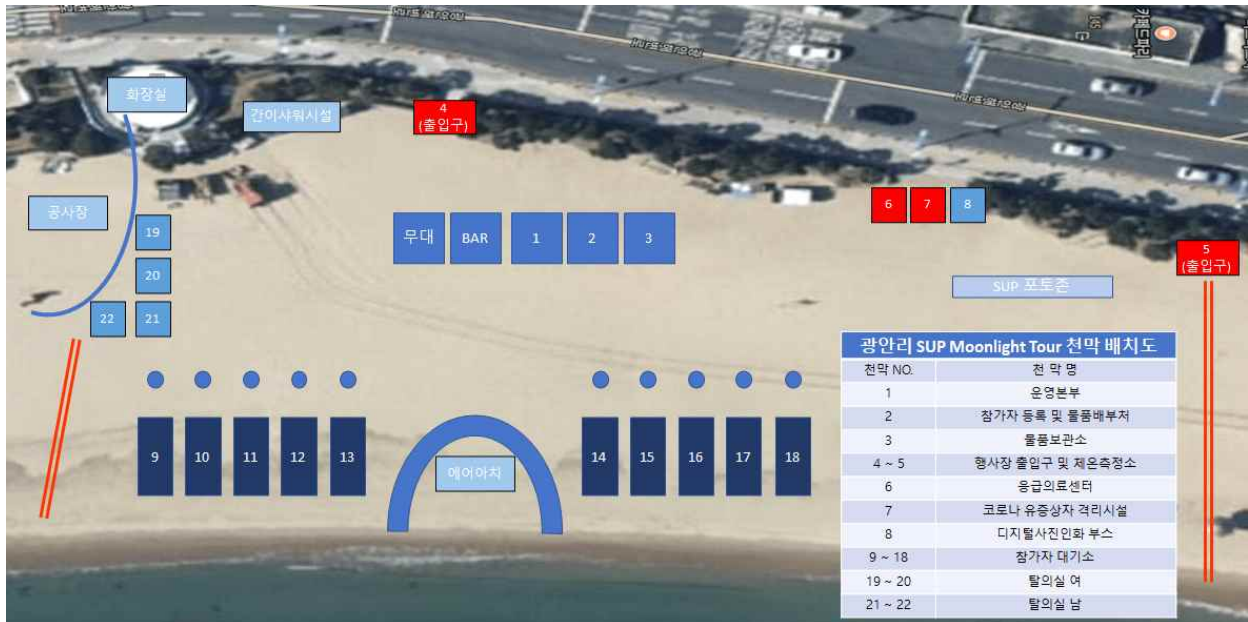 화장실
간이샤워시설
4
(출입구)
공사장
19
20
22
21
무대
BAR
1
2
3
6
7
8
5
(출입구)
SUP 포토존
9
10
11
12
13
에어아치
14
15
16
17
18
광안리 SUP Moonlight Tour 천막 배치도
천막 NO. 천 막 명
1 운영본부
2 참가자 등록 및 물품배부처
3 물품보관소
4 ~ 5 행사장 출입구 및 체온측정소
6 응급의료센터
7 코로나 유증상자 격리시설
8 디지털사진인화 부스
9 ~ 18 참가자 대기소
19 ~ 20 탈의실 여
21 ~ 22 탈의실 남